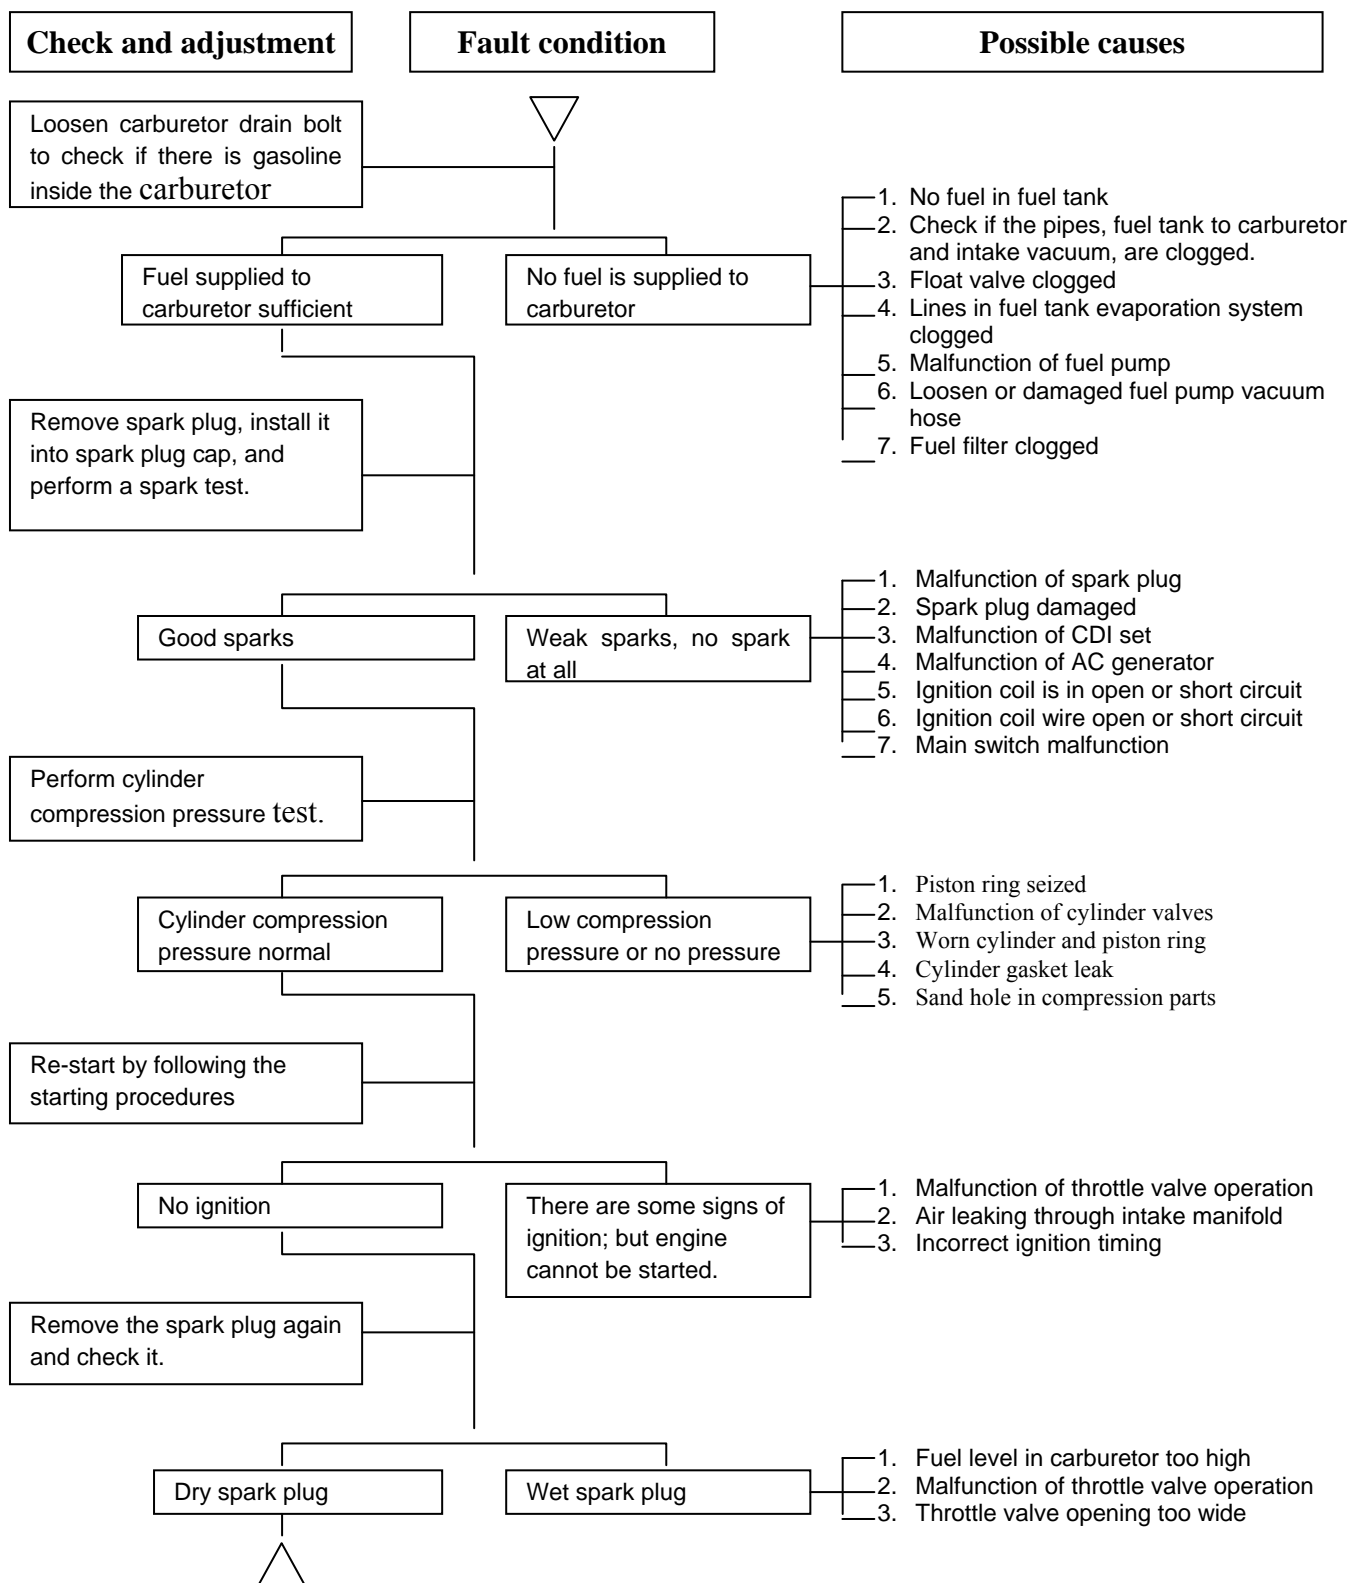 Check and adjustment
Fault condition
Possible causes
Loosen carburetor drain bolt
to check if there is gasoline
inside the carburetor
Fuel supplied to
carburetor sufficient
No fuel is supplied to
carburetor
1. No fuel in fuel tank
2. Check if the pipes, fuel tank to carburetor
and intake vacuum, are clogged.
3. Float valve clogged
4. Lines in fuel tank evaporation system
clogged
5. Malfunction of fuel pump
6. Loosen or damaged fuel pump vacuum
hose
7. Fuel filter clogged
Remove spark plug, install it
into spark plug cap, and
perform a spark test.
Good sparks
Weak sparks, no spark
at all
1. Malfunction of spark plug
2. Spark plug damaged
3. Malfunction of CDI set
4. Malfunction of AC generator
5. Ignition coil is in open or short circuit
6. Ignition coil wire open or short circuit
7. Main switch malfunction
Perform cylinder
compression pressure test.
Cylinder compression
pressure normal
Low compression
pressure or no pressure
1. Piston ring seized
2. Malfunction of cylinder valves
3. Worn cylinder and piston ring
4. Cylinder gasket leak
5. Sand hole in compression parts
Re-start by following the
starting procedures
No ignition
There are some signs of
ignition; but engine
cannot be started.
1. Malfunction of throttle valve operation
2. Air leaking through intake manifold
3. Incorrect ignition timing
Remove the spark plug again
and check it.
Dry spark plug
Wet spark plug
1. Fuel level in carburetor too high
2. Malfunction of throttle valve operation
3. Throttle valve opening too wide